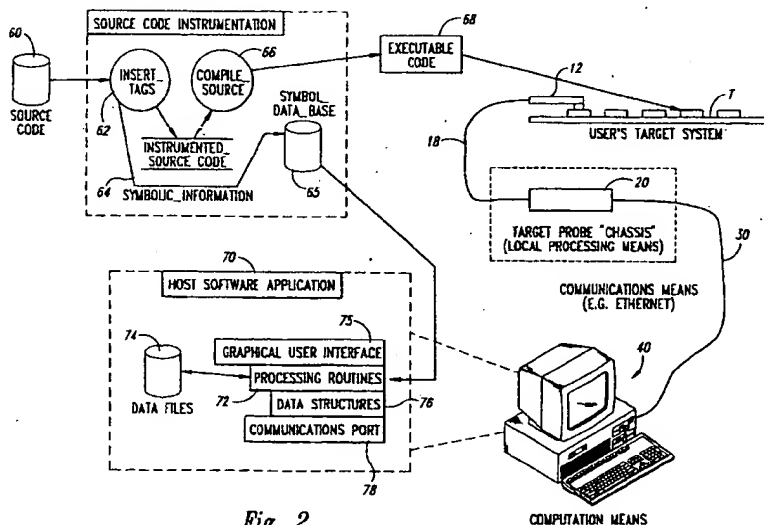 60
SOURCE CODE
SOURCE CODE INSTRUMENTATION
INSERT_
TAGS
62
COMPILE_
SOURCE
66
INSTRUMENTED_
SOURCE CODE
64
SYMBOLIC_INFORMATION
SYMBOL_
DATA_BASE
65
68
EXECUTABLE
CODE
12
T
USER'S TARGET SYSTEM
18
20
TARGET PROBE "CHASSIS"
(LOCAL PROCESSING MEANS)
30
COMMUNICATIONS MEANS
(E.G. ETHERNET)
70
HOST SOFTWARE APPLICATION
74
DATA FILES
75
GRAPHICAL USER INTERFACE
PROCESSING ROUTINES
72
DATA STRUCTURES
76
COMMUNICATIONS PORT
78
40
COMPUTATION MEANS
Fig. 2